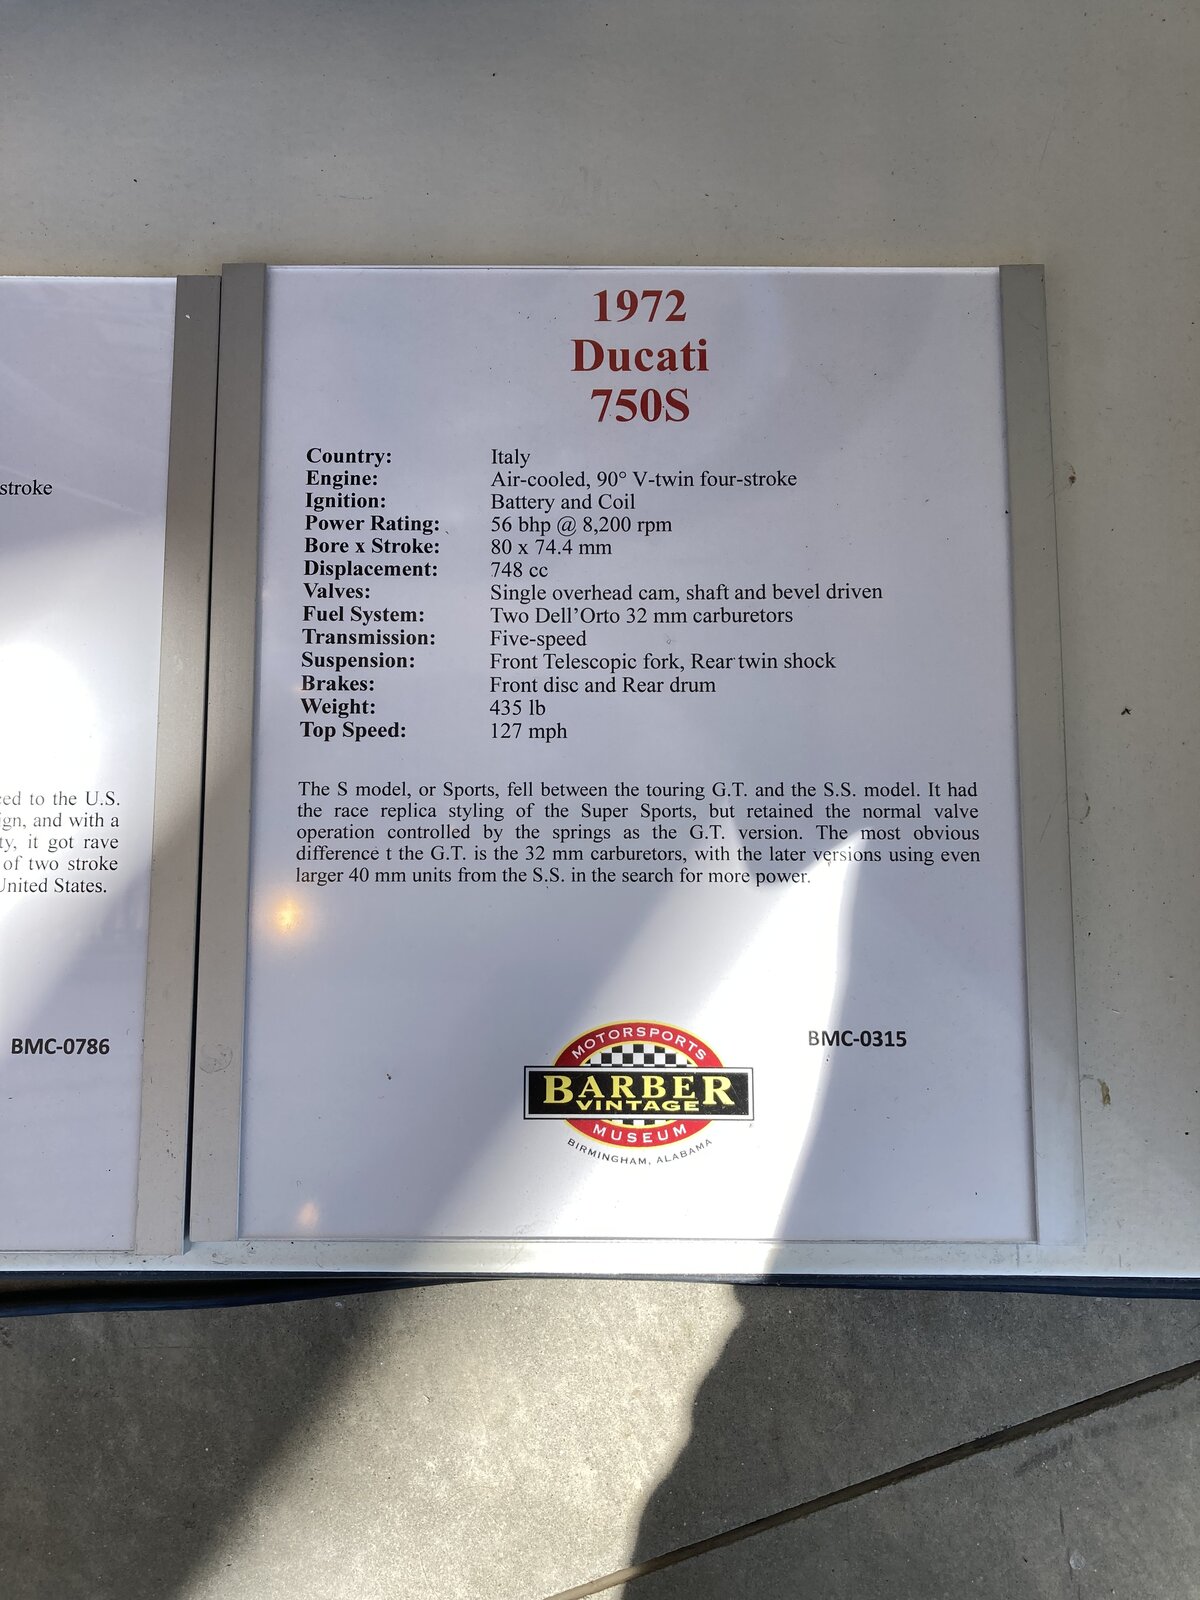 stroke
ced to the U.S.
ign, and with a
ty, it got rave
of two stroke
United States.
BMC-0786
1972
Ducati
750S
Country: Italy
Engine: Air-cooled, 90° V-twin four-stroke
Ignition: Battery and Coil
Power Rating: 56 bhp @ 8,200 rpm
Bore x Stroke: 80 x 74.4 mm
Displacement: 748 cc
Valves: Single overhead cam, shaft and bevel driven
Fuel System: Two Dell’Orto 32 mm carburetors
Transmission: Five-speed
Suspension: Front Telescopic fork, Rear twin shock
Brakes: Front disc and Rear drum
Weight: 435 lb
Top Speed: 127 mph
The S model, or Sports, fell between the touring G.T. and the S.S. model. It had
the race replica styling of the Super Sports, but retained the normal valve
operation controlled by the springs as the G.T. version. The most obvious
difference t the G.T. is the 32 mm carburetors, with the later versions using even
larger 40 mm units from the S.S. in the search for more power.
BMC-0315
MOTORSPORTS
BARBER
VINTAGE
MUSEUM
BIRMINGHAM, ALABAMA